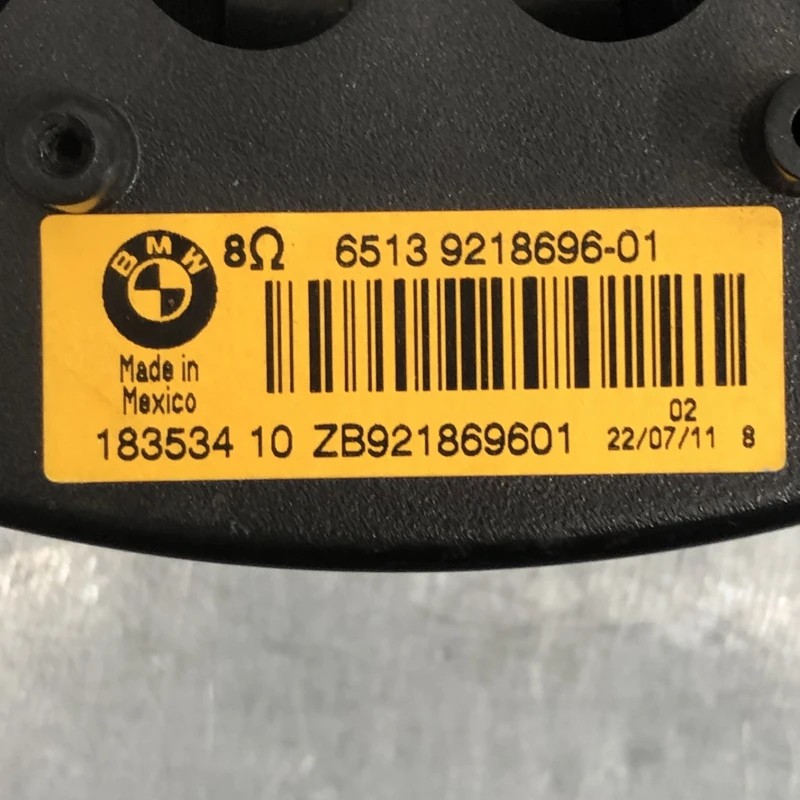 BMW
8Ω 6513 9218696-01
Made in
Mexico
02
183534 10 ZB921869601 22/07/11 8